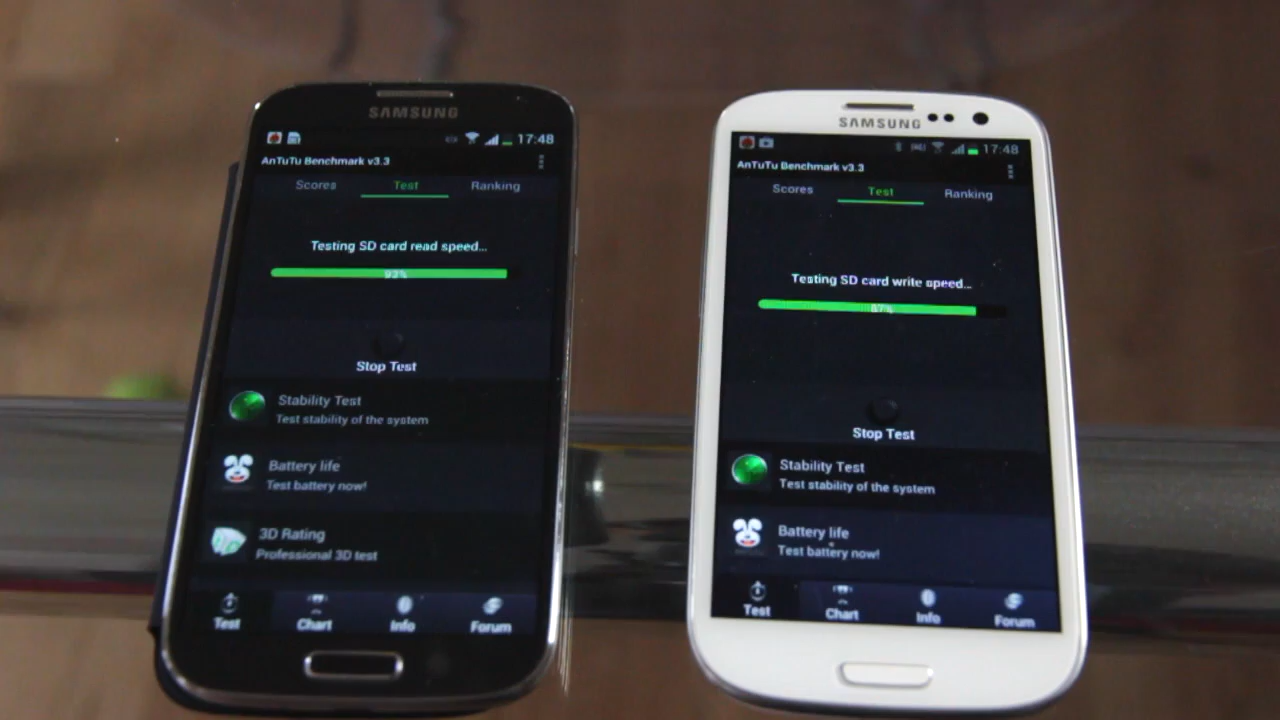 SAMSUNG
17:48
AnTuTu Benchmark v3.3
Scores Test Ranking
Testing SD card read speed...
93%
Stop Test
Stability Test
Test stability of the system
Battery life
Test battery now!
3D Rating
Professional 3D test
Test Chart Info Forum
SAMSUNG
17:48
AnTuTu Benchmark v3.3
Scores Test Ranking
Testing SD card write speed...
87%
Stop Test
Stability Test
Test stability of the system
Battery life
Test battery now!
Test Chart Info Forum